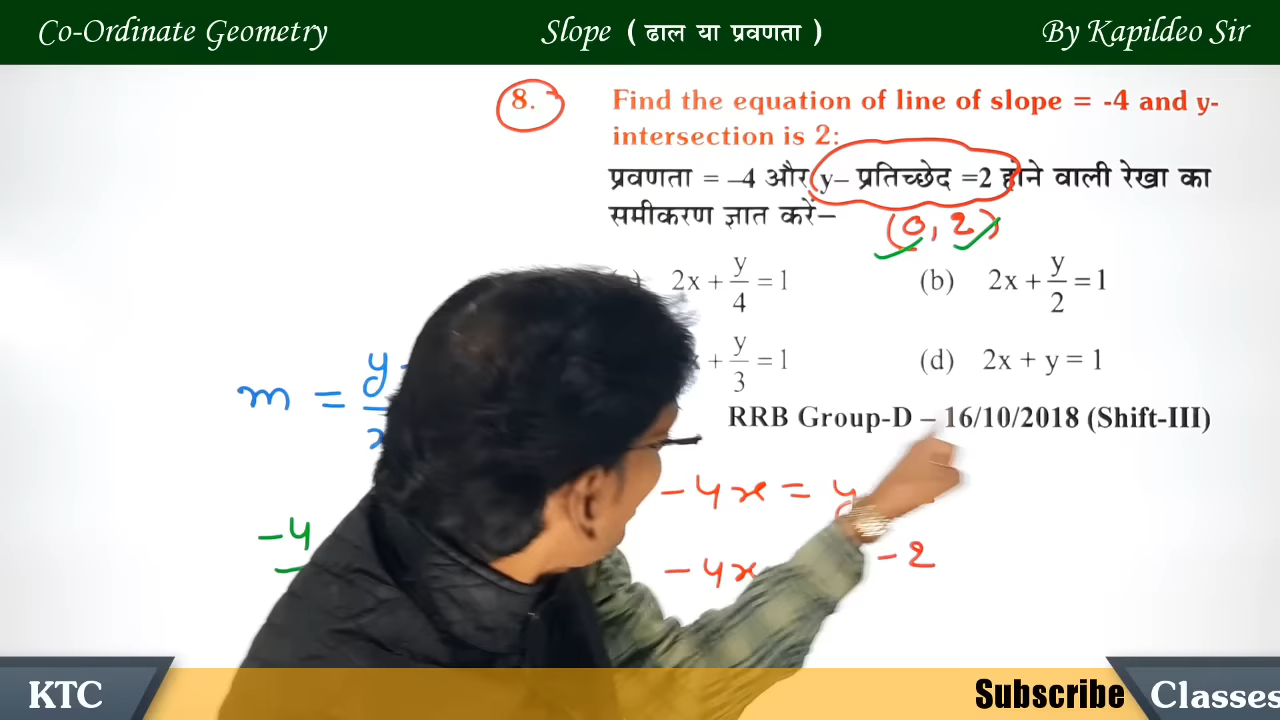 Co-Ordinate Geometry Slope ( ढाल या प्रवणता ) By Kapildeo Sir
8. Find the equation of line of slope = -4 and y-
intersection is 2:
प्रवणता = –4 और y– प्रतिच्छेद =2 होने वाली रेखा का
समीकरण ज्ञात करें–
(0, 2)
2x + y/4 = 1 (b) 2x + y/2 = 1
+ y/3 = 1 (d) 2x + y = 1
RRB Group-D – 16/10/2018 (Shift-III)
m = y
-4x = y
-4
-4x -2
KTC Subscribe Classes